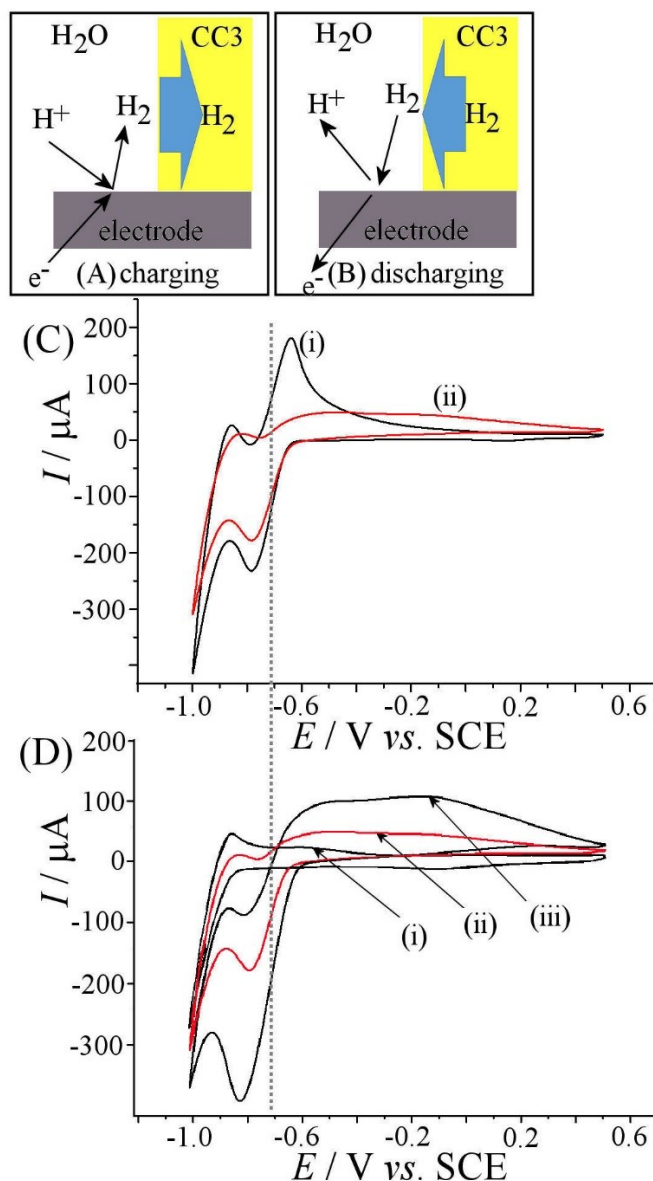 H₂O CC3
H⁺ H₂ H₂
electrode
e⁻ (A) charging
H₂O CC3
H⁺ H₂ H₂
electrode
e⁻ (B) discharging
(C)
(i)
(ii)
I / µA
200
100
0
-100
-200
-300
-1.0 -0.6 -0.2 0.2 0.6
E / V vs. SCE
(D)
I / µA
200
100
0
-100
-200
-300
(i) (ii) (iii)
-1.0 -0.6 -0.2 0.2 0.6
E / V vs. SCE